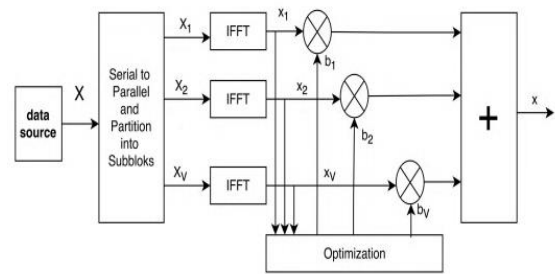 X
data
source
Serial to
Parallel
and
Partition
into
Subbloks
X1
IFFT
x1
b1
X2
IFFT
x2
b2
XV
IFFT
xV
bV
+
x
Optimization